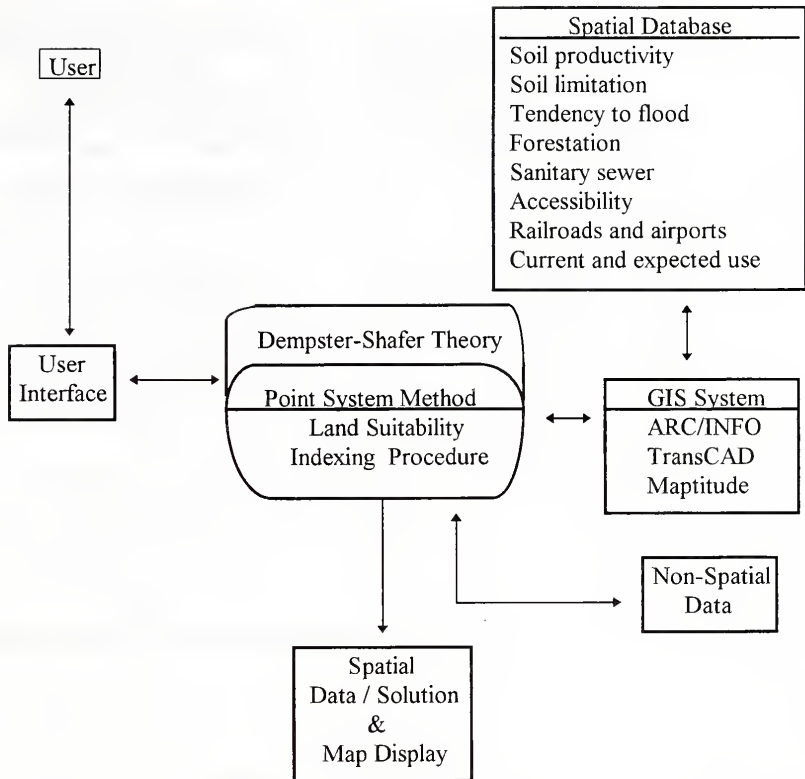 Spatial Database
Soil productivity
Soil limitation
Tendency to flood
Forestation
Sanitary sewer
Accessibility
Railroads and airports
Current and expected use
User
User
Interface
Dempster-Shafer Theory
Point System Method
Land Suitability
Indexing Procedure
GIS System
ARC/INFO
TransCAD
Maptitude
Non-Spatial
Data
Spatial
Data / Solution
&
Map Display